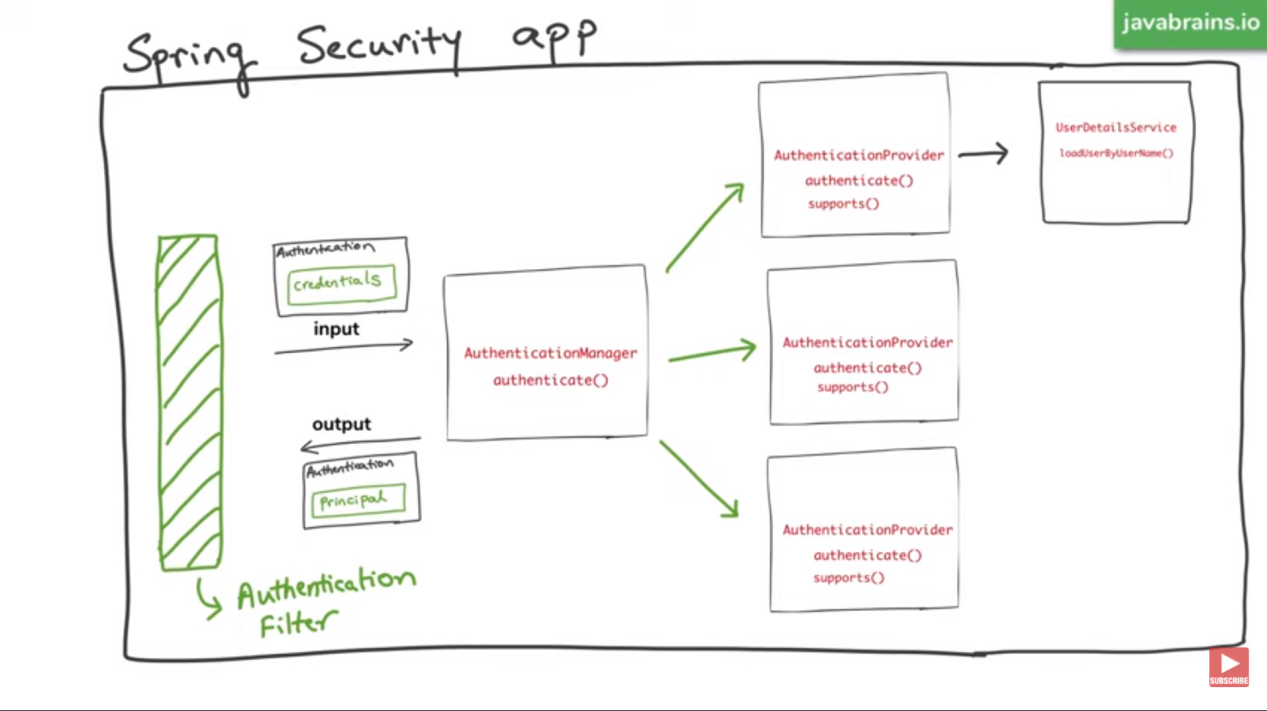 Spring Security app
javabrains.io
Authentication
credentials
input
output
Authentication
Principal
Authentication
Filter
AuthenticationManager
authenticate()
AuthenticationProvider
authenticate()
supports()
UserDetailsService
loadUserByUserName()
AuthenticationProvider
authenticate()
supports()
AuthenticationProvider
authenticate()
supports()
SUBSCRIBE